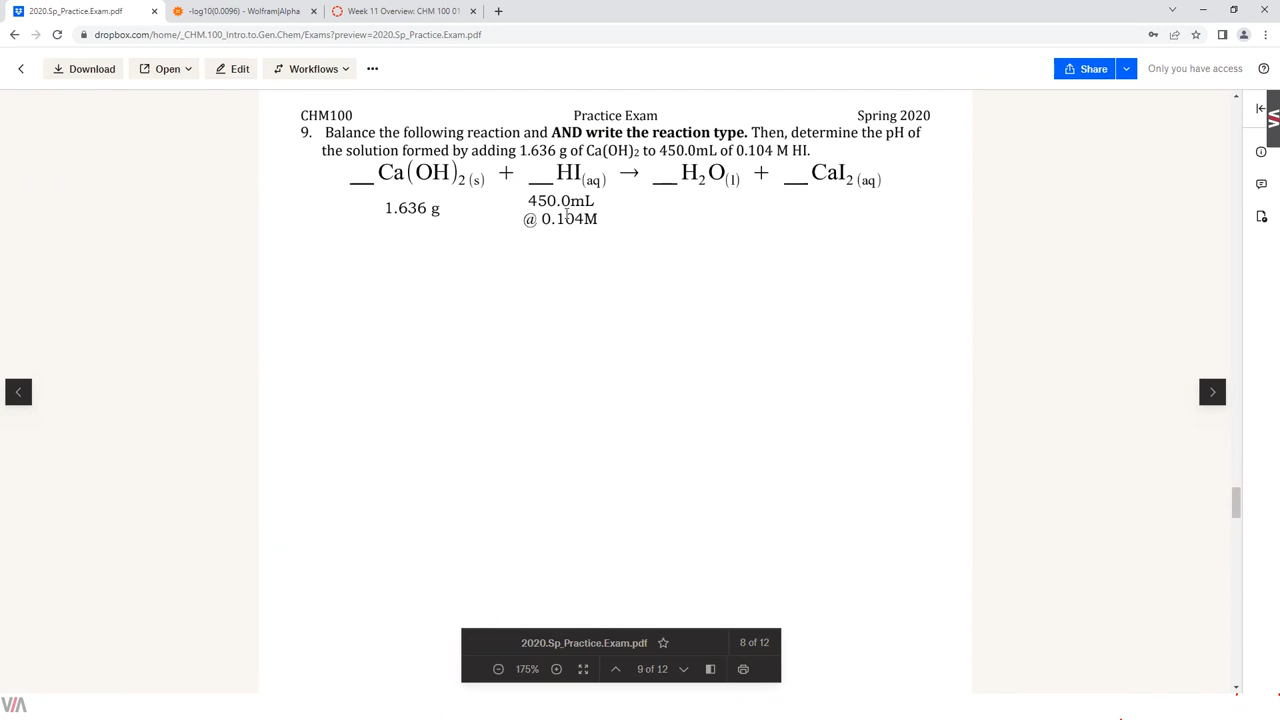 2020.Sp_Practice.Exam.pdf
-log10(0.0096) - Wolfram|Alpha
Week 11 Overview: CHM 100 01
dropbox.com/home/_CHM.100_Intro.to.Gen.Chem/Exams?preview=2020.Sp_Practice.Exam.pdf
Download Open Edit Workflows Share Only you have access
CHM100 Practice Exam Spring 2020
9. Balance the following reaction and AND write the reaction type. Then, determine the pH of
the solution formed by adding 1.636 g of Ca(OH)₂ to 450.0mL of 0.104 M HI.
__ Ca(OH)₂ (s) + __ HI(aq) → __ H₂O(l) + __ CaI₂ (aq)
450.0mL
1.636 g
@ 0.104M
2020.Sp_Practice.Exam.pdf 8 of 12
175% 9 of 12
VIA